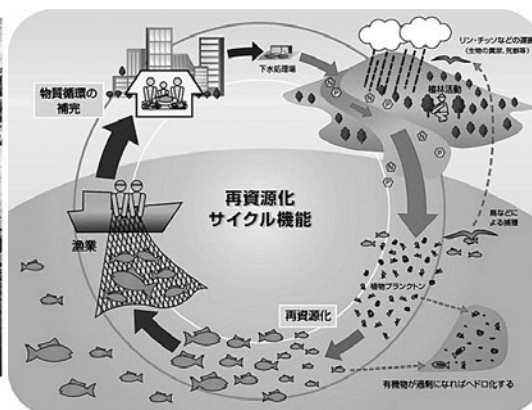 リン・チッソなどの運搬
(生物の糞尿、死骸等)
下水処理場
物質循環の
補完
植林活動
N
P
再資源化
サイクル機能
鳥などに
よる捕獲
漁業
植物プランクトン
再資源化
有機物が過剰になればヘドロ化する